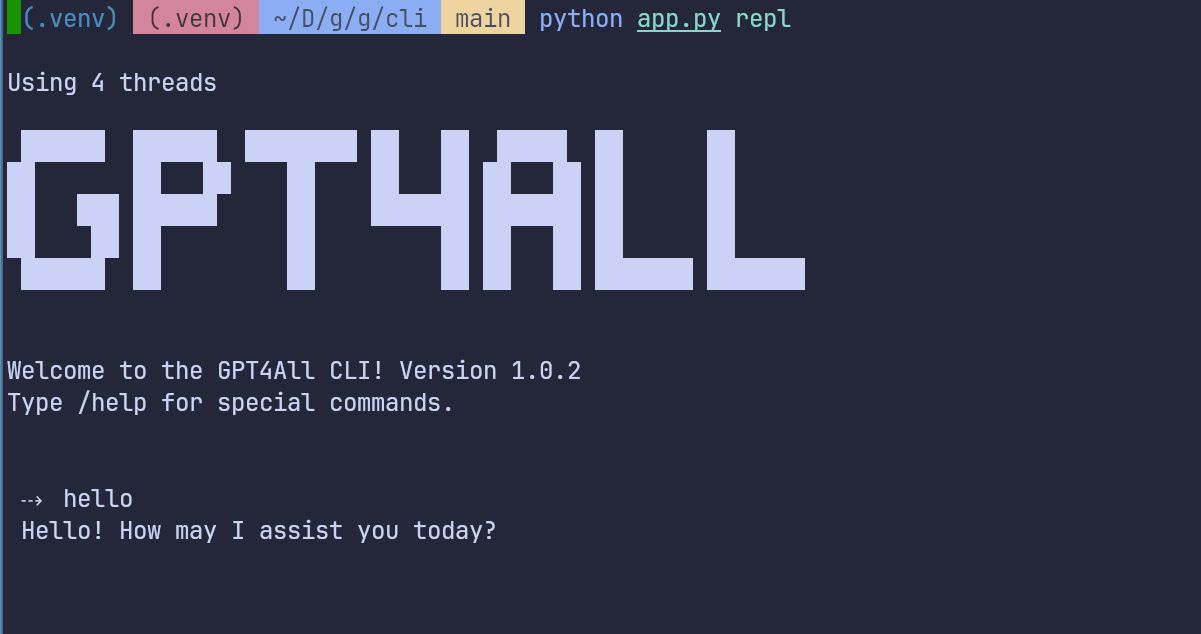 (.venv) (.venv) ~/D/g/g/cli main python app.py repl
Using 4 threads
GPT4ALL
Welcome to the GPT4All CLI! Version 1.0.2
Type /help for special commands.
⇢ hello
Hello! How may I assist you today?